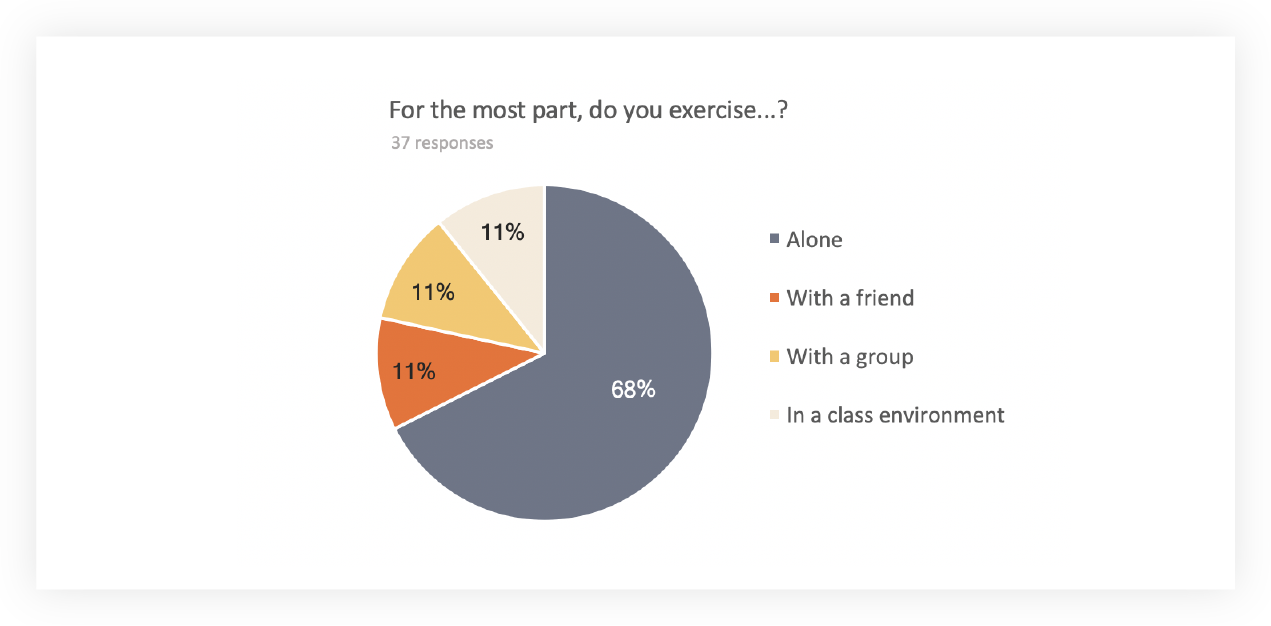 For the most part, do you exercise...?
37 responses
11%
11%
11%
68%
Alone
With a friend
With a group
In a class environment